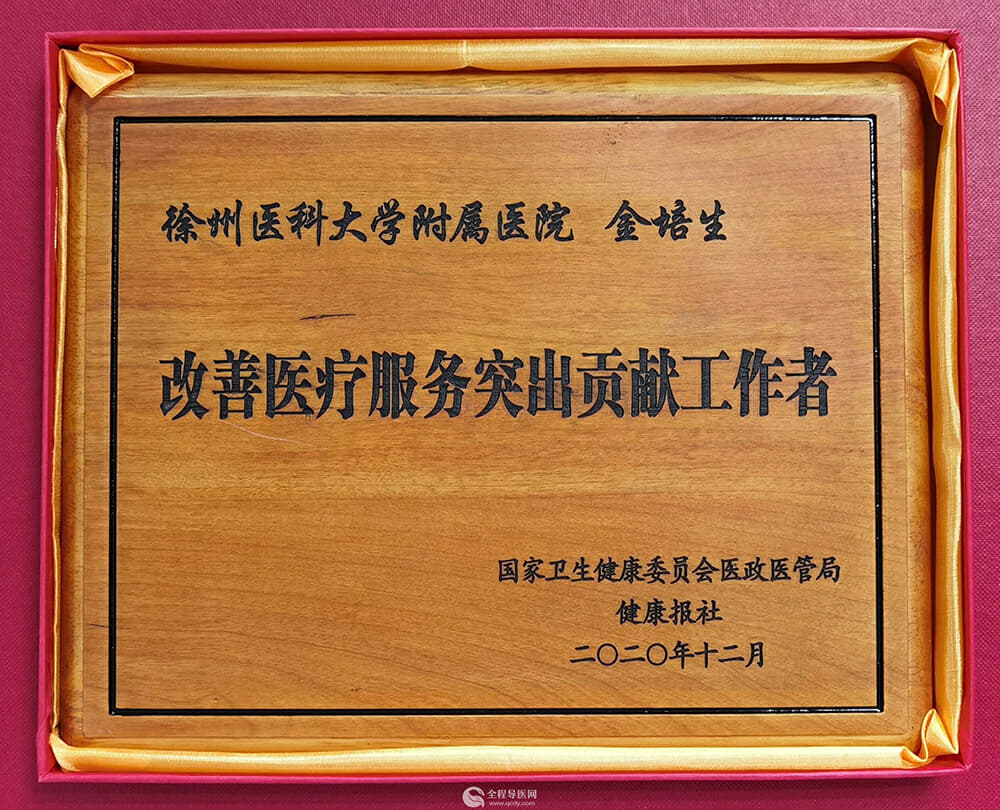 徐州医科大学附属医院 金培生
改善医疗服务突出贡献工作者
国家卫生健康委员会医政医管局
健康报社
二〇二〇年十二月
全程导医网
www.qcdy.com